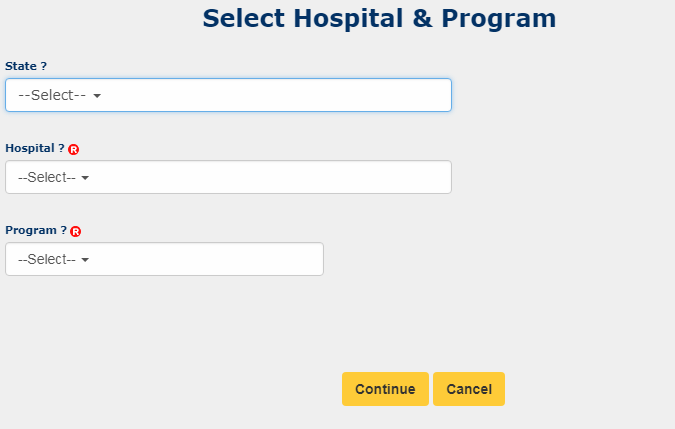 Select Hospital & Program
State ?
--Select--
Hospital ? R
--Select--
Program ? R
--Select--
Continue Cancel